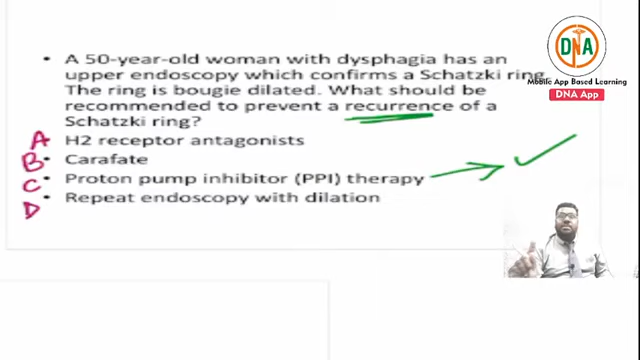 DNA
Mobile App Based Learning
DNA App
• A 50-year-old woman with dysphagia has an
upper endoscopy which confirms a Schatzki ring.
The ring is bougie dilated. What should be
recommended to prevent a recurrence of a
Schatzki ring?
A • H2 receptor antagonists
B • Carafate
C • Proton pump inhibitor (PPI) therapy
D • Repeat endoscopy with dilation